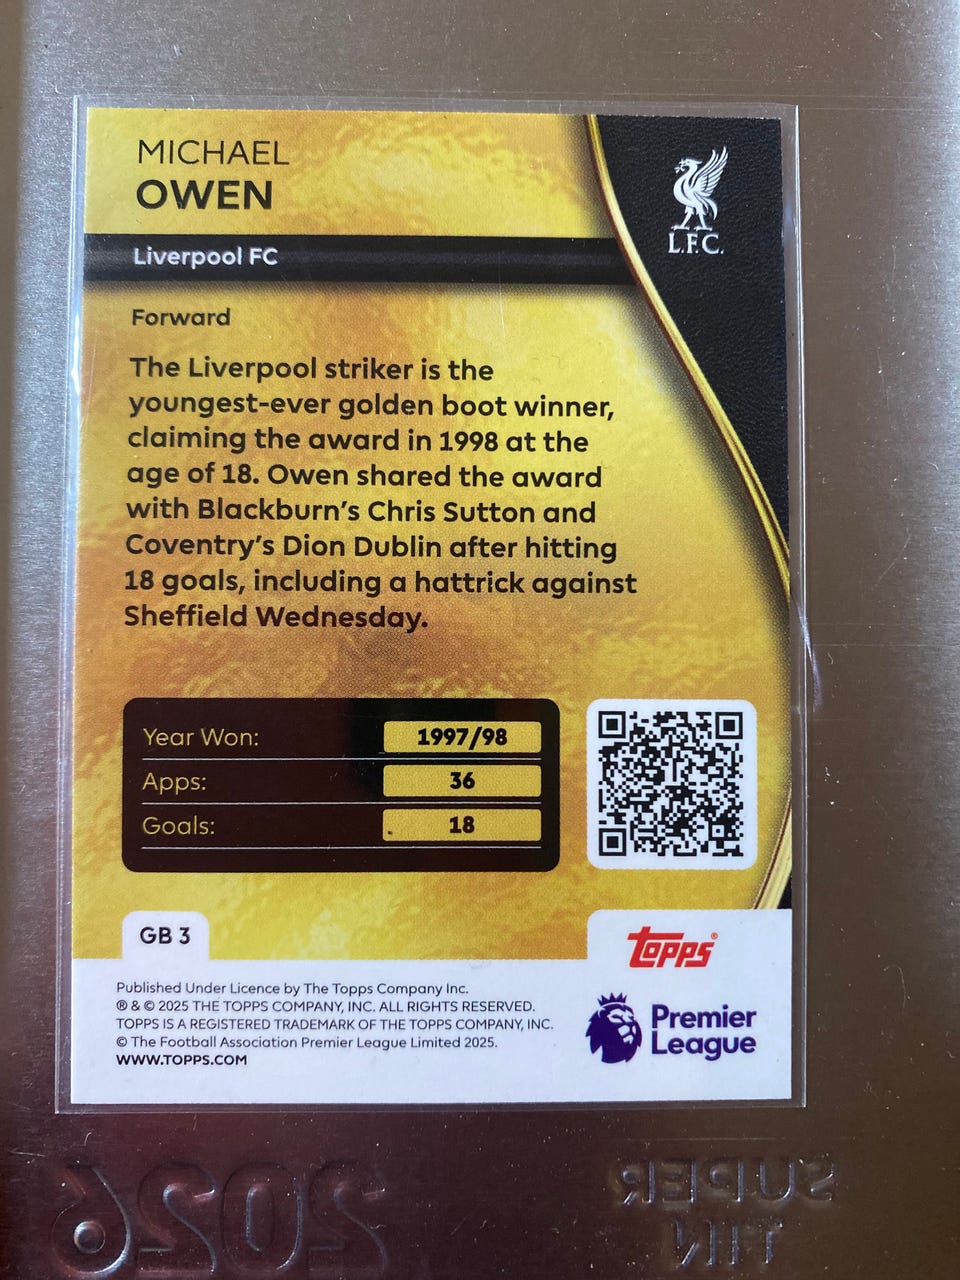 MICHAEL
OWEN
L.F.C.
Liverpool FC
Forward
The Liverpool striker is the
youngest-ever golden boot winner,
claiming the award in 1998 at the
age of 18. Owen shared the award
with Blackburn's Chris Sutton and
Coventry's Dion Dublin after hitting
18 goals, including a hattrick against
Sheffield Wednesday.
Year Won: 1997/98
Apps: 36
Goals: 18
GB 3
TOPPS®
Published Under Licence by The Topps Company Inc.
® & © 2025 THE TOPPS COMPANY, INC. ALL RIGHTS RESERVED.
TOPPS IS A REGISTERED TRADEMARK OF THE TOPPS COMPANY, INC.
© The Football Association Premier League Limited 2025.
WWW.TOPPS.COM
Premier
League
2026
SUPER
TIN